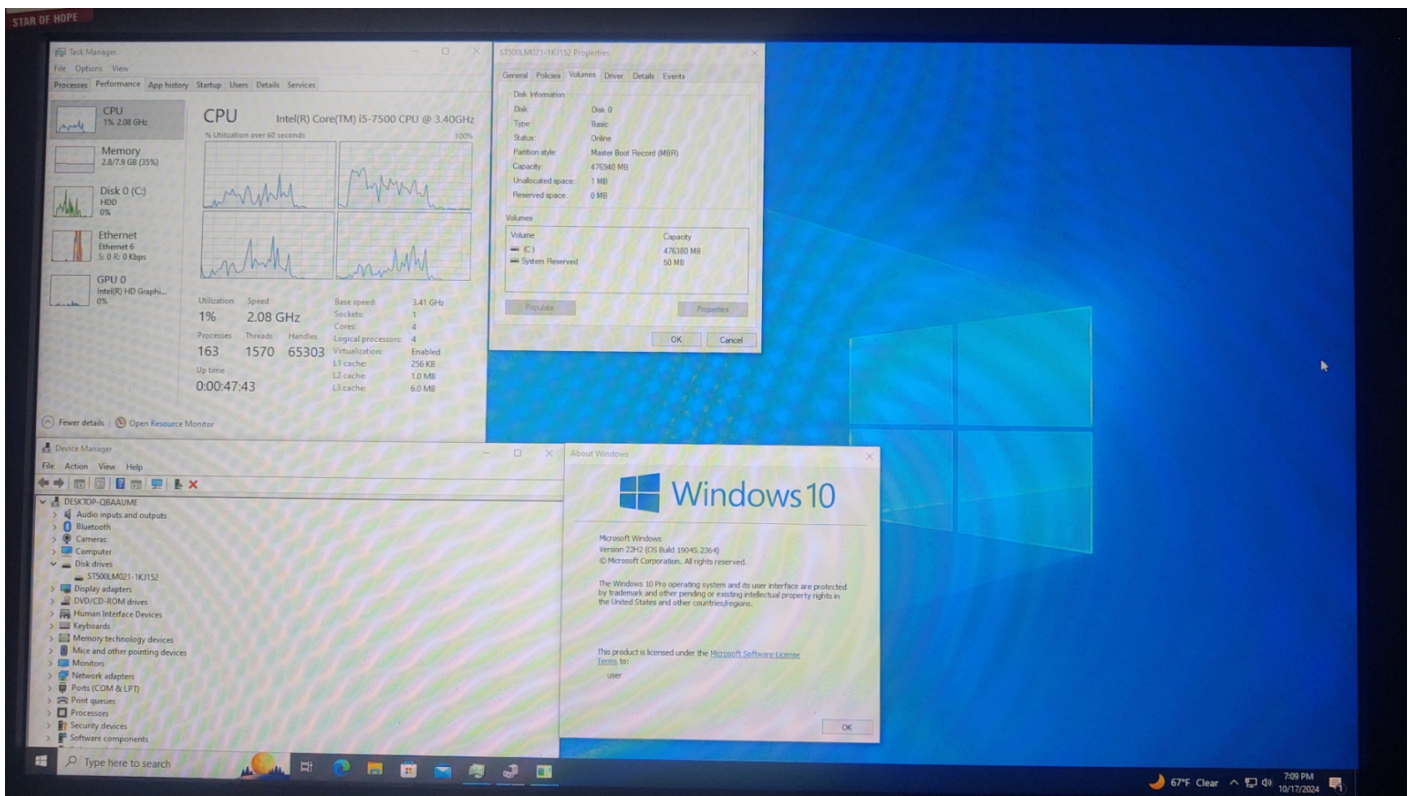 STAR OF HOPE
Task Manager
File Options View
Processes Performance App history Startup Users Details Services
CPU
1% 2.08 GHz
Memory
2.8/7.9 GB (35%)
Disk 0 (C:)
HDD
0%
Ethernet
Ethernet 6
S: 0 R: 0 Kbps
GPU 0
Intel(R) HD Graphi...
0%
CPU Intel(R) Core(TM) i5-7500 CPU @ 3.40GHz
% Utilization over 60 seconds 100%
Utilization Speed
1% 2.08 GHz
Processes Threads Handles
163 1570 65303
Up time
0:00:47:43
Base speed: 3.41 GHz
Sockets: 1
Cores: 4
Logical processors: 4
Virtualization: Enabled
L1 cache: 256 KB
L2 cache: 1.0 MB
L3 cache: 6.0 MB
Fewer details Open Resource Monitor
ST500LM021-1KJ152 Properties
General Policies Volumes Driver Details Events
Disk Information
Disk: Disk 0
Type: Basic
Status: Online
Partition style: Master Boot Record (MBR)
Capacity: 476940 MB
Unallocated space: 1 MB
Reserved space: 0 MB
Volumes
Volume Capacity
(C:) 476380 MB
System Reserved 50 MB
Populate Properties
OK Cancel
Device Manager
File Action View Help
DESKTOP-QBAAUME
Audio inputs and outputs
Bluetooth
Cameras
Computer
Disk drives
ST500LM021-1KJ152
Display adapters
DVD/CD-ROM drives
Human Interface Devices
Keyboards
Memory technology devices
Mice and other pointing devices
Monitors
Network adapters
Ports (COM & LPT)
Print queues
Processors
Security devices
Software components
About Windows
Windows 10
Microsoft Windows
Version 22H2 (OS Build 19045.2364)
© Microsoft Corporation. All rights reserved.
The Windows 10 Pro operating system and its user interface are protected
by trademark and other pending or existing intellectual property rights in
the United States and other countries/regions.
This product is licensed under the Microsoft Software License
Terms to:
user
OK
Type here to search
67°F Clear
7:09 PM
10/17/2024